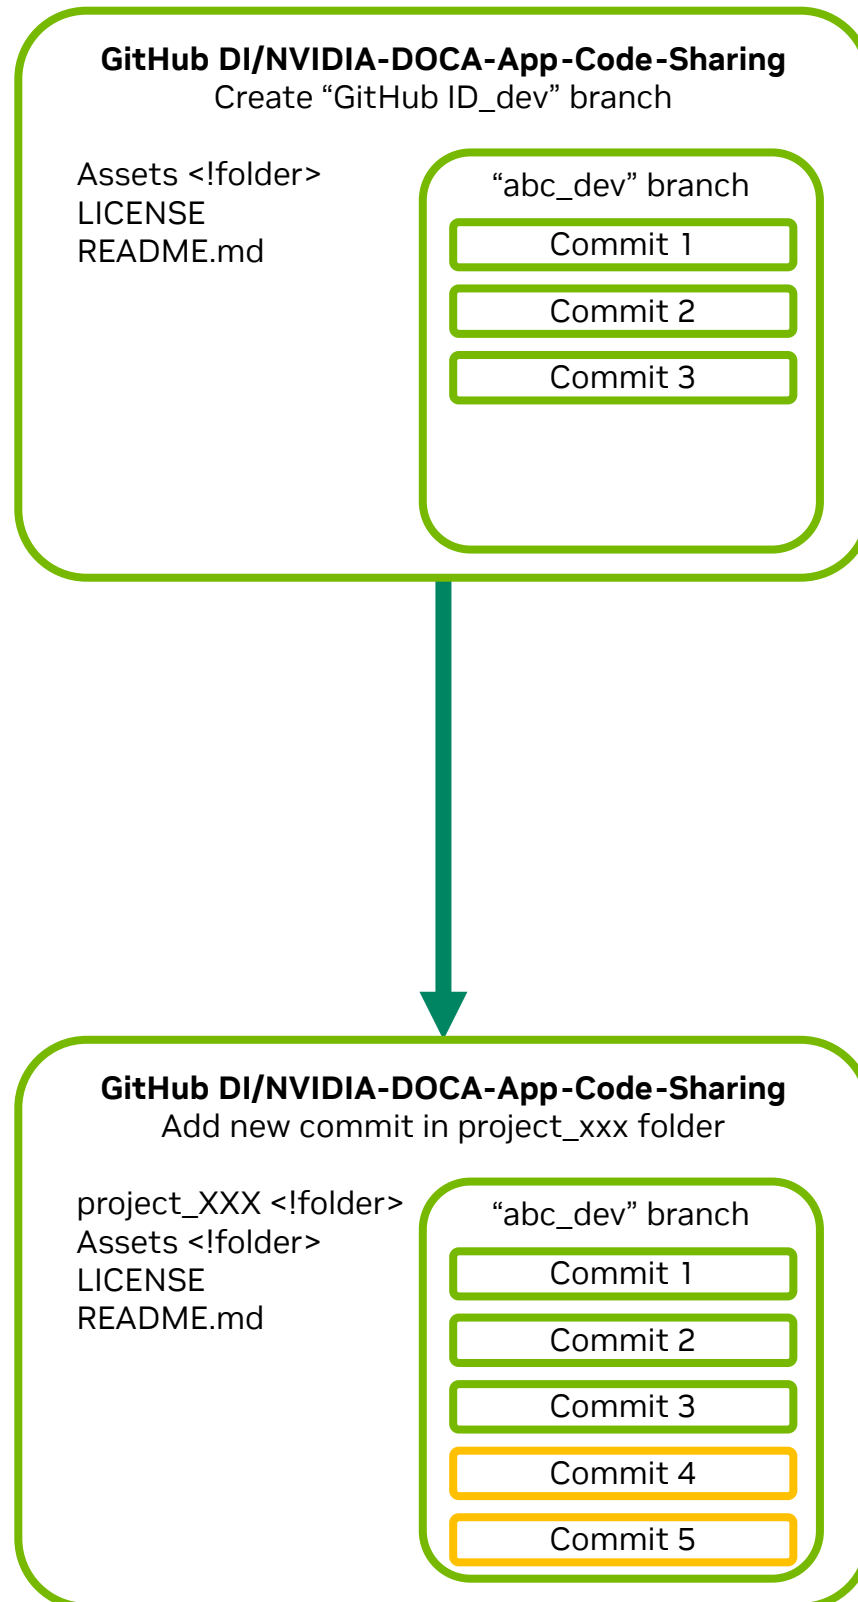 GitHub DI/NVIDIA-DOCA-App-Code-Sharing
Create “GitHub ID_dev” branch
Assets <!folder>
LICENSE
README.md
“abc_dev” branch
Commit 1
Commit 2
Commit 3
GitHub DI/NVIDIA-DOCA-App-Code-Sharing
Add new commit in project_xxx folder
project_XXX <!folder>
Assets <!folder>
LICENSE
README.md
“abc_dev” branch
Commit 1
Commit 2
Commit 3
Commit 4
Commit 5